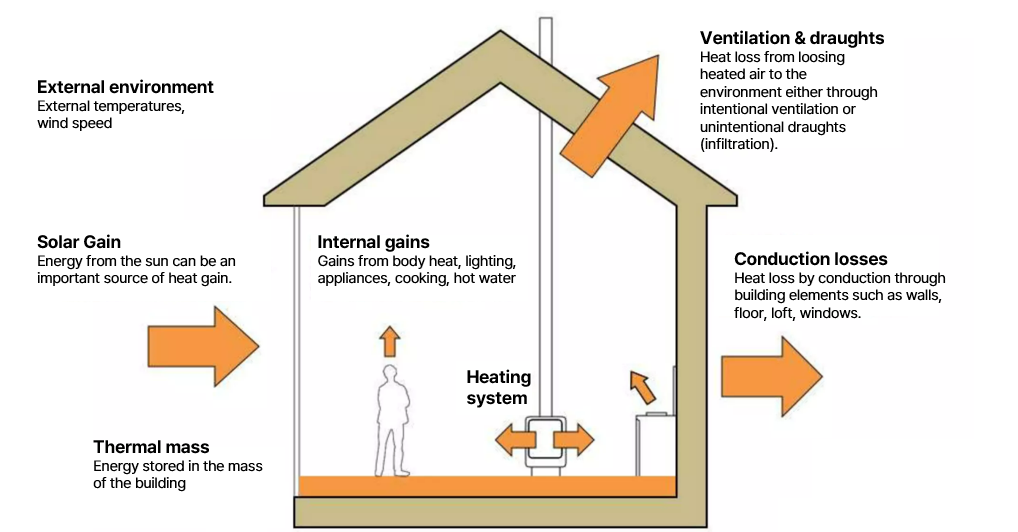 External environment
External temperatures,
wind speed
Ventilation & draughts
Heat loss from loosing
heated air to the
environment either through
intentional ventilation or
unintentional draughts
(infiltration).
Solar Gain
Energy from the sun can be an
important source of heat gain.
Internal gains
Gains from body heat, lighting,
appliances, cooking, hot water
Conduction losses
Heat loss by conduction through
building elements such as walls,
floor, loft, windows.
Heating
system
Thermal mass
Energy stored in the mass
of the building